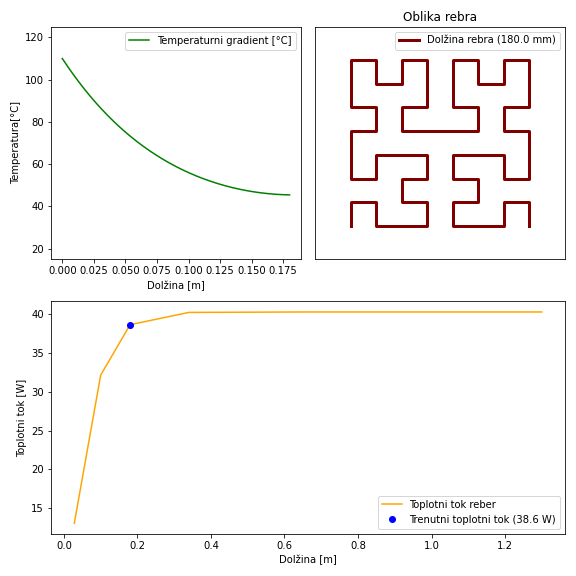 Oblika rebra
Temperaturni gradient [°C]
Dolžina rebra (180.0 mm)
Temperatura[°C]
120
100
80
60
40
20
0.000 0.025 0.050 0.075 0.100 0.125 0.150 0.175
Dolžina [m]
Toplotni tok [W]
40
35
30
25
20
15
Toplotni tok reber
Trenutni toplotni tok (38.6 W)
0.0 0.2 0.4 0.6 0.8 1.0 1.2
Dolžina [m]